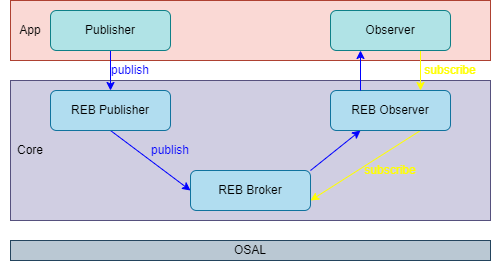 App
Publisher
Observer
publish
subscribe
REB Publisher
REB Observer
Core
publish
subscribe
REB Broker
OSAL